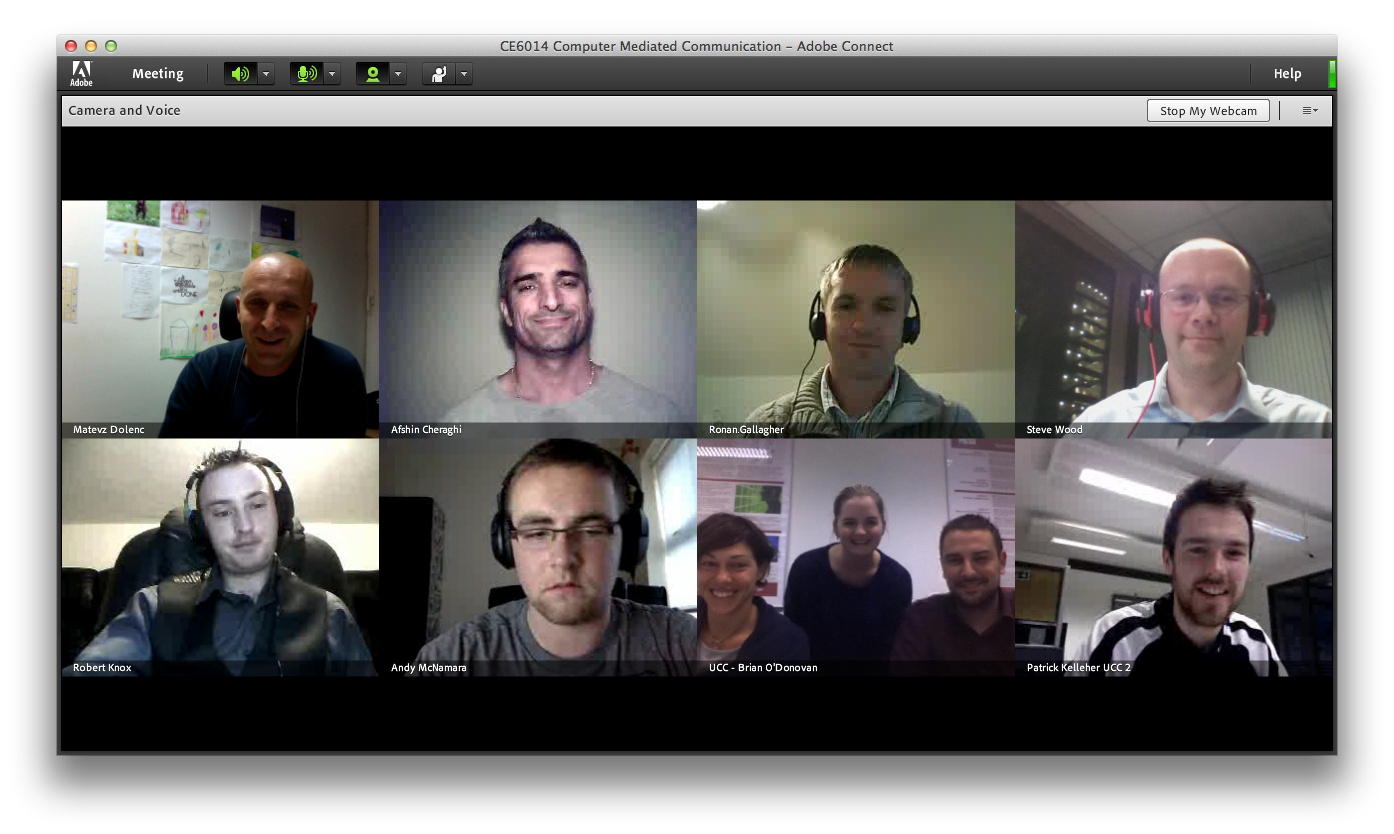 CE6014 Computer Mediated Communication – Adobe Connect
Adobe
Meeting
Help
Camera and Voice
Stop My Webcam
DONE
Matevz Dolenc
Afshin Cheraghi
Ronan.Gallagher
Steve Wood
Robert Knox
Andy McNamara
UCC - Brian O'Donovan
Patrick Kelleher UCC 2